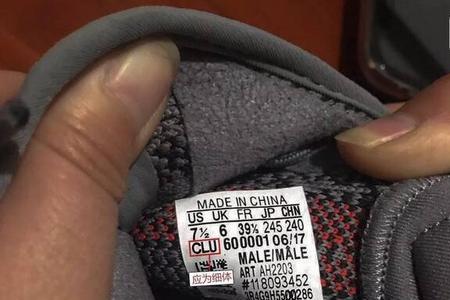 MADE IN CHINA
US UK FR JP CHN
7½ 6 39½ 245 240
CLU 600001 06/17
MALE/MÂLE
ART AH2203
#118093452
应为细体